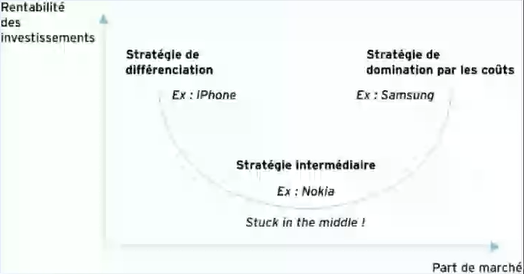 Rentabilité
des
investissements
Stratégie de
différenciation
Ex : iPhone
Stratégie de
domination par les coûts
Ex : Samsung
Stratégie intermédiaire
Ex : Nokia
Stuck in the middle !
Part de marché